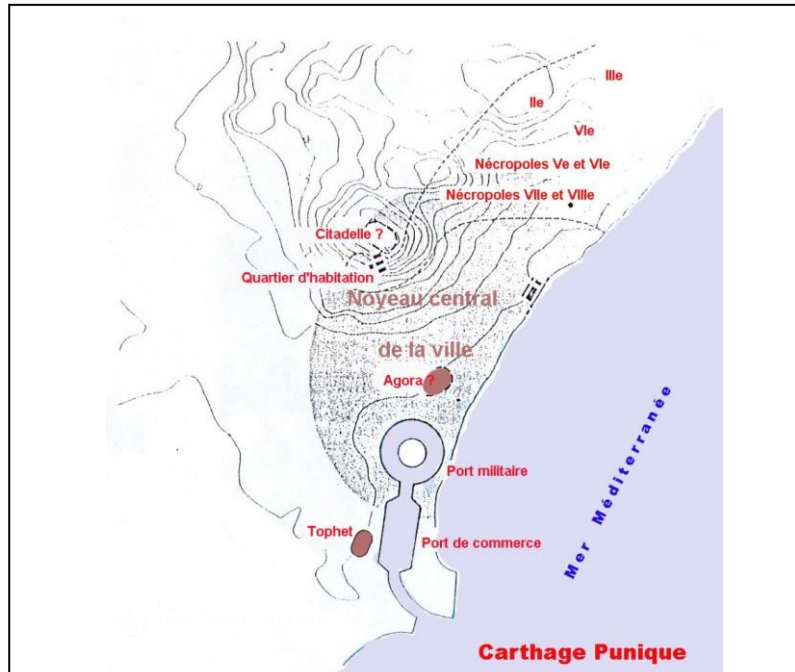 IIIe
IIe
VIe
Nécropoles Ve et VIe
Nécropoles VIIe et VIIIe
Citadelle ?
Quartier d'habitation
Noyeau central
de la ville
Agora ?
Port militaire
Tophet
Port de commerce
Mer Méditerranée
Carthage Punique